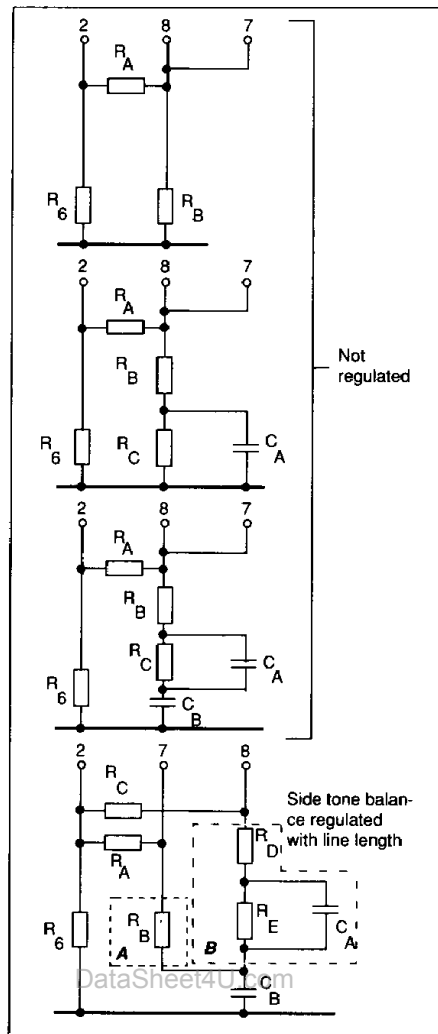 2 8 7
R A
R 6 R B
2 8 7
R A
R B
R 6 R C C A
Not
regulated
2 8 7
R A
R B
R C C A
R 6 C B
2 7 8
R C
Side tone balan-
ce regulated
with line length
R A R D
R 6 R B R E C A
A B
DataSheet4U.com
C B